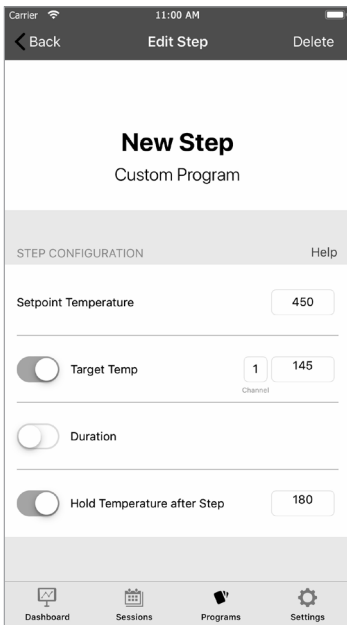 Carrier 11:00 AM
Back Edit Step Delete
New Step
Custom Program
STEP CONFIGURATION Help
Setpoint Temperature 450
Target Temp 1 145
Channel
Duration
Hold Temperature after Step 180
Dashboard Sessions Programs Settings